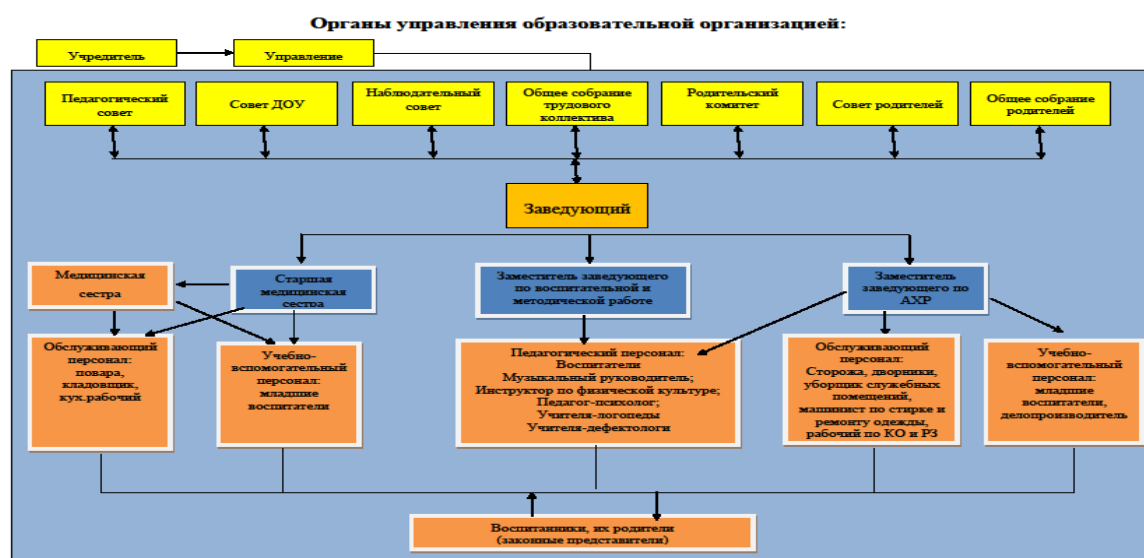 Органы управления образовательной организацией:
Учредитель
Управление
Педагогический
совет
Совет ДОУ
Наблюдательный
совет
Общее собрание
трудового
коллектива
Родительский
комитет
Совет родителей
Общее собрание
родителей
Заведующий
Медицинская
сестра
Старшая
медицинская
сестра
Заместитель заведующего
по воспитательной и
методической работе
Заместитель
заведующего по
АХР
Обслуживающий
персонал:
повара,
кладовщик,
кух.рабочий
Учебно-
вспомогательный
персонал:
младшие
воспитатели
Педагогический персонал:
Воспитатели
Музыкальный руководитель;
Инструктор по физической культуре;
Педагог-психолог;
Учителя-логопеды
Учителя-дефектологи
Обслуживающий
персонал:
Сторожа, дворники,
уборщик служебных
помещений,
машинист по стирке и
ремонту одежды,
рабочий по КО и РЗ
Учебно-
вспомогательный
персонал:
младшие
воспитатели,
делопроизводитель
Воспитанники, их родители
(законные представители)